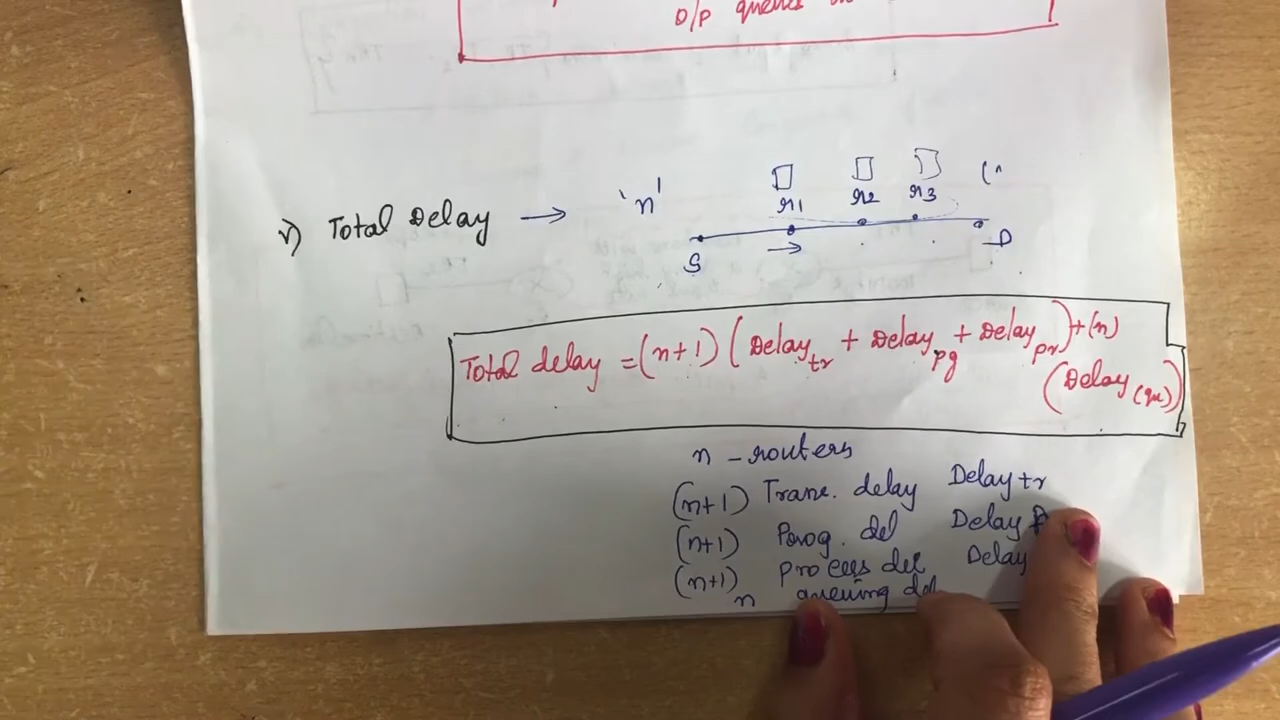 O/P queues in
v) Total Delay → 'n'
r1 r2 r3
S D
Total delay = (n+1) (Delay tr + Delay pg + Delay pr) + (n)
(Delay (qu))
n - routers
(n+1) Trans. delay Delay tr
(n+1) Prog. del Delay P
(n+1) process del Delay
n queuing del